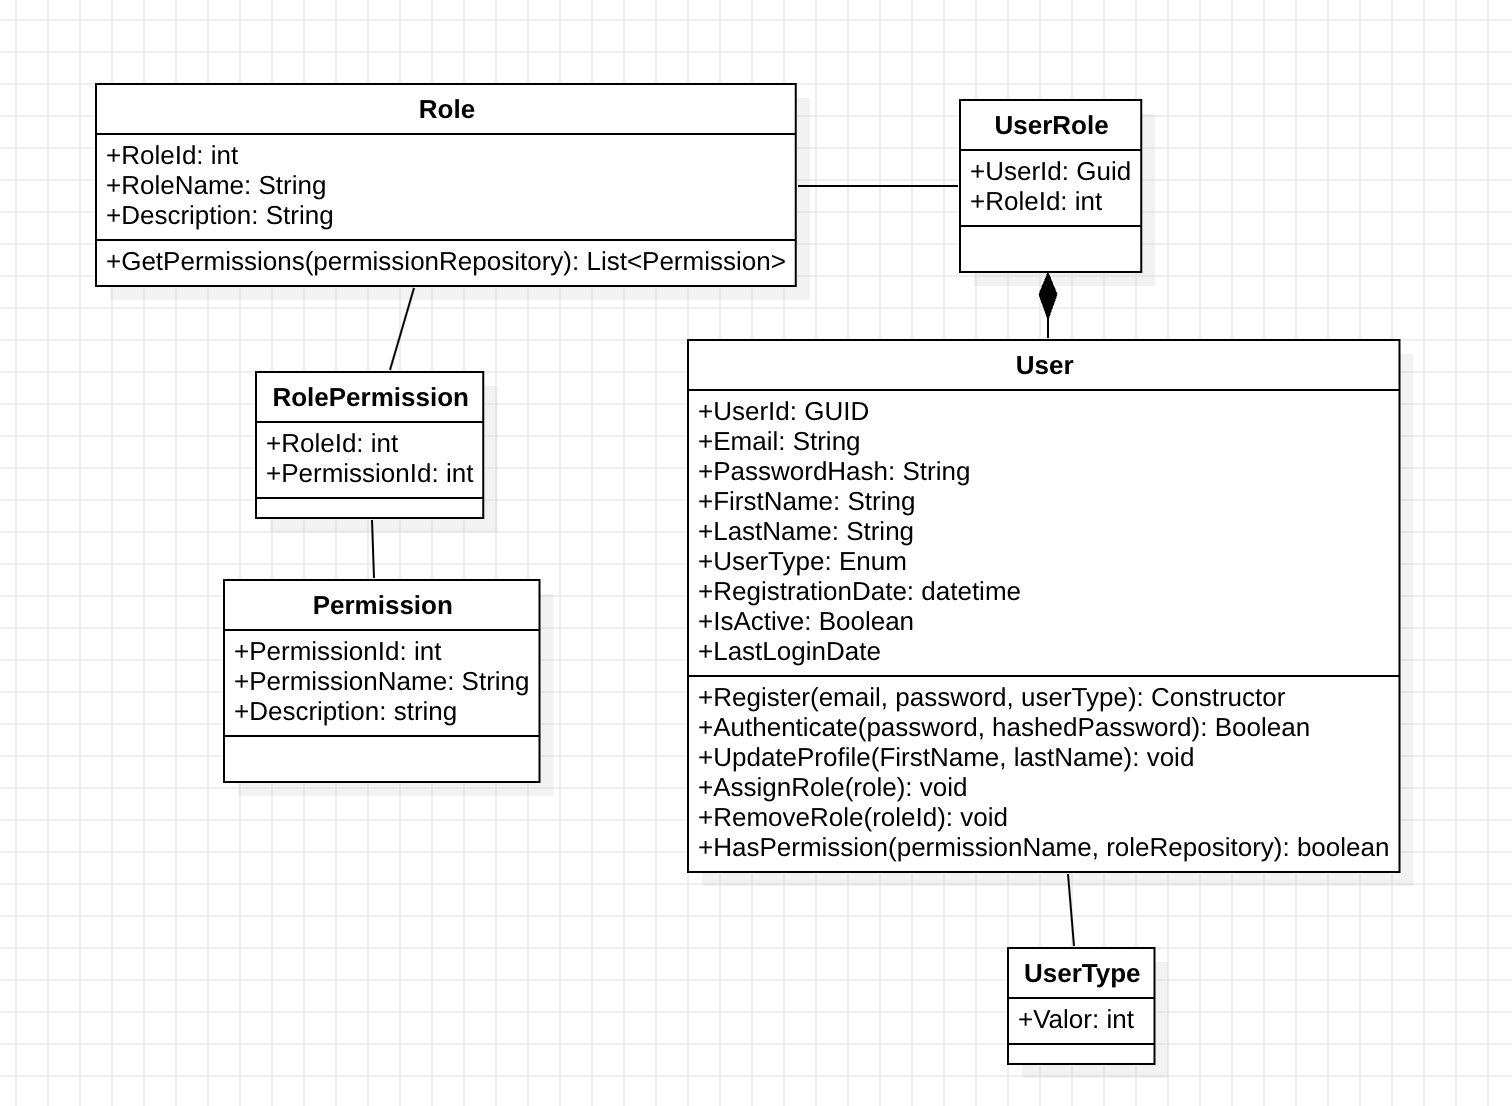 Role
+RoleId: int
+RoleName: String
+Description: String
+GetPermissions(permissionRepository): List<Permission>
UserRole
+UserId: Guid
+RoleId: int
RolePermission
+RoleId: int
+PermissionId: int
Permission
+PermissionId: int
+PermissionName: String
+Description: string
User
+UserId: GUID
+Email: String
+PasswordHash: String
+FirstName: String
+LastName: String
+UserType: Enum
+RegistrationDate: datetime
+IsActive: Boolean
+LastLoginDate
+Register(email, password, userType): Constructor
+Authenticate(password, hashedPassword): Boolean
+UpdateProfile(FirstName, lastName): void
+AssignRole(role): void
+RemoveRole(roleId): void
+HasPermission(permissionName, roleRepository): boolean
UserType
+Valor: int